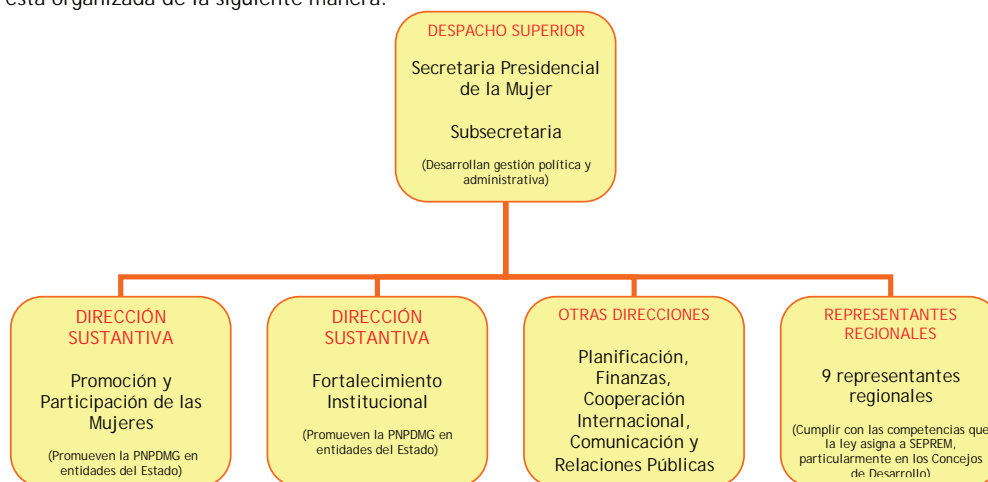 está organizada de la siguiente manera:
DESPACHO SUPERIOR
Secretaria Presidencial
de la Mujer
Subsecretaria
(Desarrollan gestión política y
administrativa)
DIRECCIÓN
SUSTANTIVA
Promoción y
Participación de las
Mujeres
(Promueven la PNPDMG en
entidades del Estado)
DIRECCIÓN
SUSTANTIVA
Fortalecimiento
Institucional
(Promueven la PNPDMG en
entidades del Estado)
OTRAS DIRECCIONES
Planificación,
Finanzas,
Cooperación
Internacional,
Comunicación y
Relaciones Públicas
REPRESENTANTES
REGIONALES
9 representantes
regionales
(Cumplir con las competencias que
la ley asigna a SEPREM,
particularmente en los Concejos
de Desarrollo)